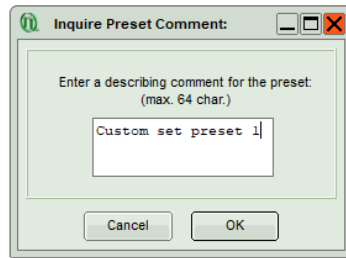 Inquire Preset Comment:
Enter a describing comment for the preset:
(max. 64 char.)
Custom set preset 1
Cancel OK